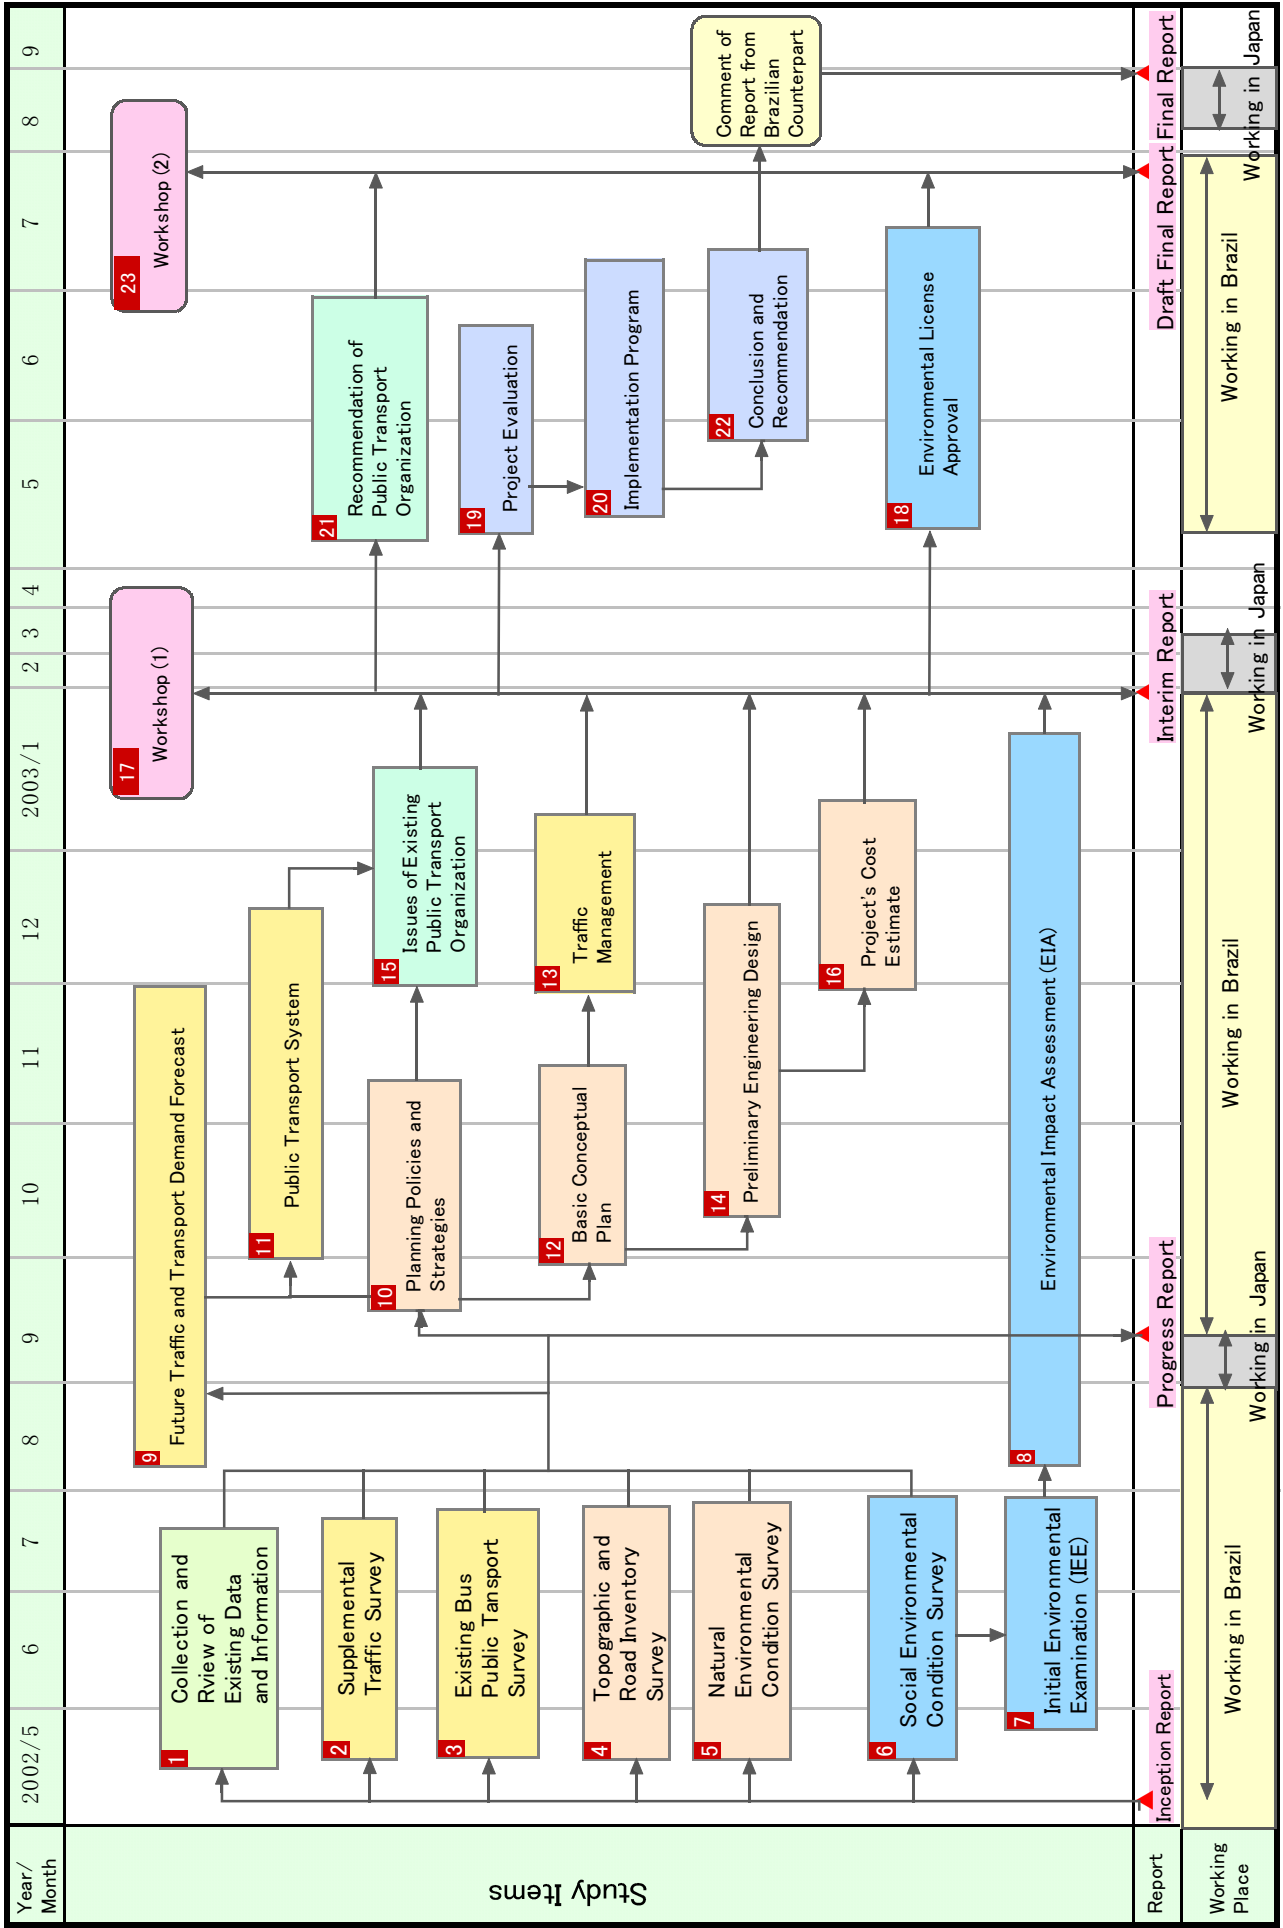 Year/
Month
2002/5
6
7
8
9
10
11
12
2003/1
2
3
4
5
6
7
8
9
Study Items
1
Collection and
Rview of
Existing Data
and Information
2
Supplemental
Traffic Survey
3
Existing Bus
Public Tansport
Survey
4
Topographic and
Road Inventory
Survey
5
Natural
Environmental
Condition Survey
6
Social Environmental
Condition Survey
7
Initial Environmental
Examination (IEE)
8
Environmental Impact Assessment (EIA)
9
Future Traffic and Transport Demand Forecast
10
Planning Policies and
Strategies
11
Public Transport System
12
Basic Conceptual
Plan
13
Traffic
Management
14
Preliminary Engineering Design
15
Issues of Existing
Public Transport
Organization
16
Project's Cost
Estimate
17
Workshop (1)
18
Environmental License
Approval
19
Project Evaluation
20
Implementation Program
21
Recommendation of
Public Transport
Organization
22
Conclusion and
Recommendation
23
Workshop (2)
Comment of
Report from
Brazilian
Counterpart
Report
Inception Report
Progress Report
Interim Report
Draft Final Report
Final Report
Working
Place
Working in Brazil
Working in Japan
Working in Brazil
Working in Japan
Working in Brazil
Working in Japan